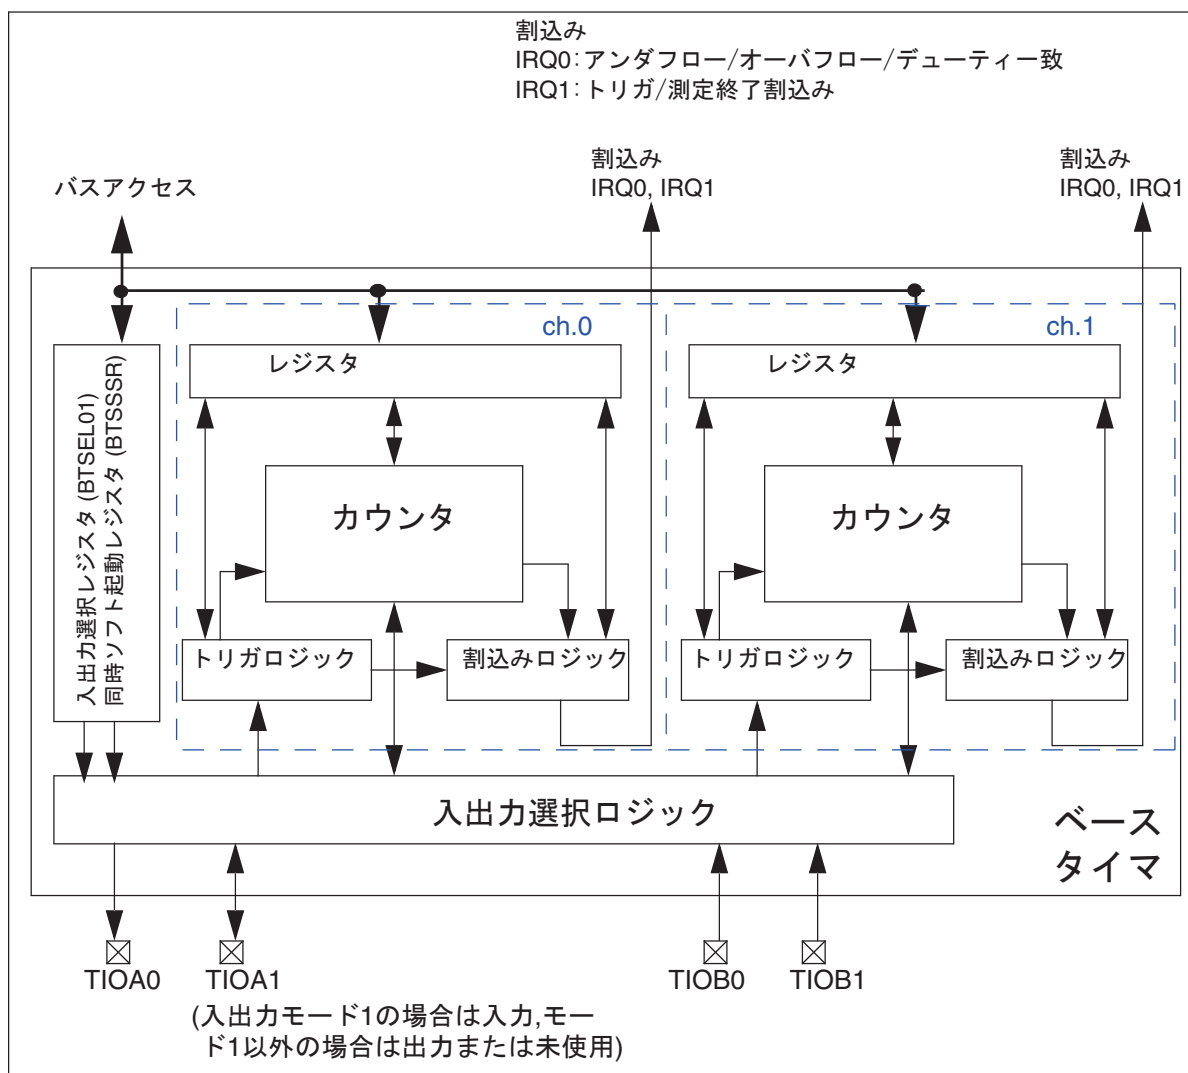 割込み
IRQ0:アンダフロー/オーバフロー/デューティ一致
IRQ1:トリガ/測定終了割込み
バスアクセス
割込み
IRQ0, IRQ1
割込み
IRQ0, IRQ1
ch.0
ch.1
入出力選択レジスタ (BTSEL01)
同時ソフト起動レジスタ (BTSSSR)
レジスタ
レジスタ
カウンタ
カウンタ
トリガロジック
割込みロジック
トリガロジック
割込みロジック
入出力選択ロジック
ベース
タイマ
TIOA0
TIOA1
TIOB0
TIOB1
(入出力モード1の場合は入力,モー
ド1以外の場合は出力または未使用)